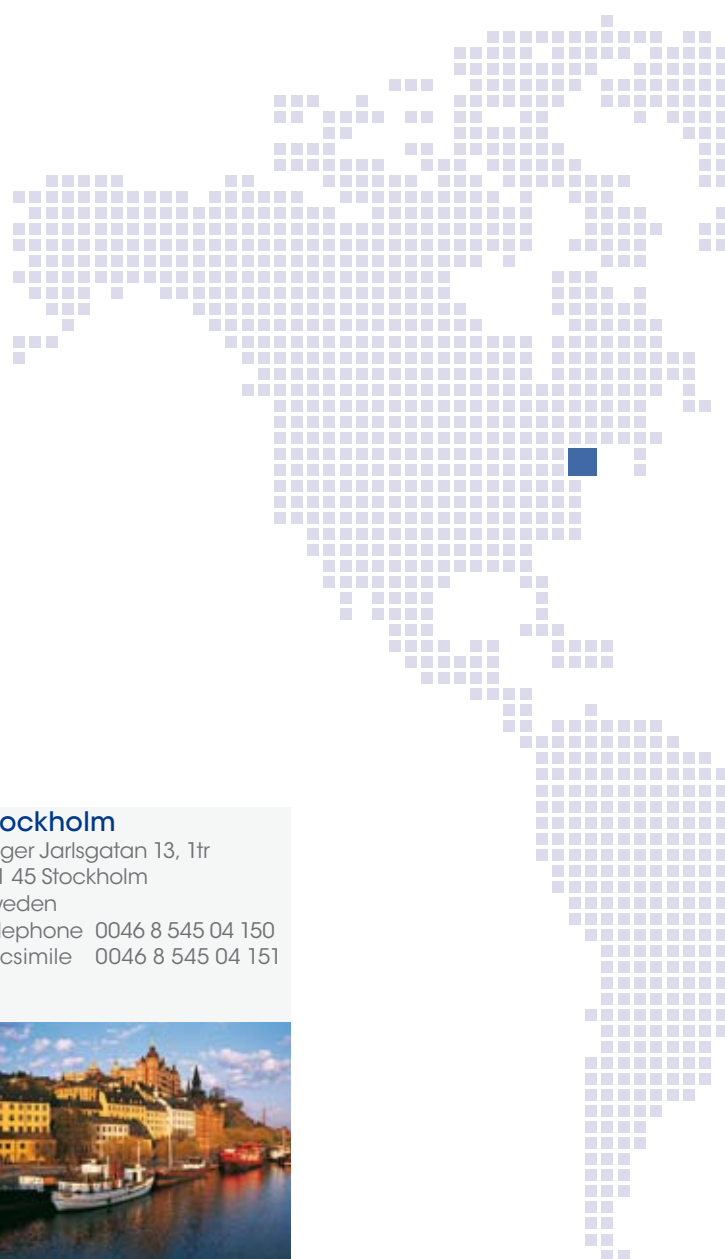 ockholm
ger Jarlsgatan 13, 1tr
1 45 Stockholm
eden
lephone 0046 8 545 04 150
csimile 0046 8 545 04 151